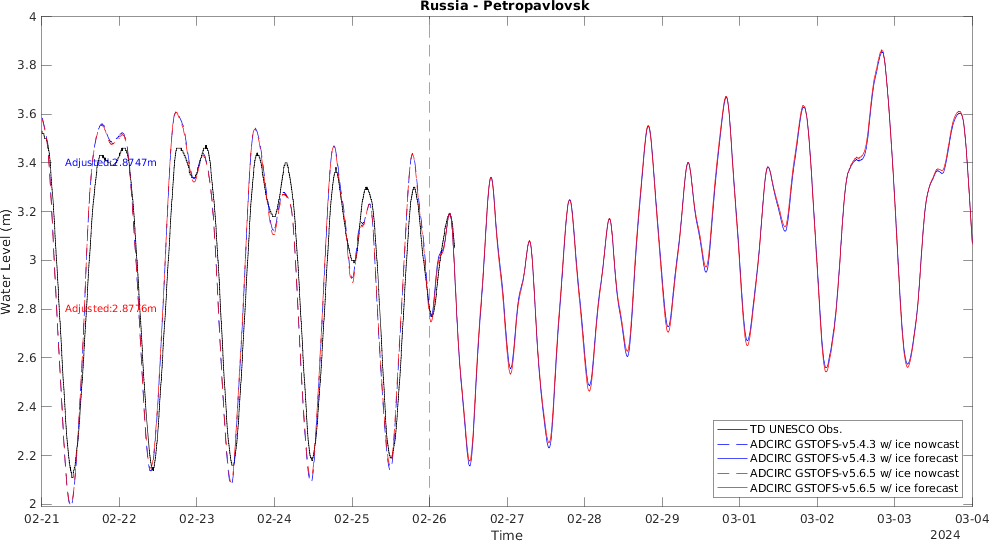 Russia - Petropavlovsk
4
3.8
3.6
3.4
3.2
3
2.8
2.6
2.4
2.2
2
Water Level (m)
Adjusted:2.8747m
Adjusted:2.8776m
TD UNESCO Obs.
ADCIRC GSTOFS-v5.4.3 w/ ice nowcast
ADCIRC GSTOFS-v5.4.3 w/ ice forecast
ADCIRC GSTOFS-v5.6.5 w/ ice nowcast
ADCIRC GSTOFS-v5.6.5 w/ ice forecast
02-21 02-22 02-23 02-24 02-25 02-26 02-27 02-28 02-29 03-01 03-02 03-03 03-04
Time 2024